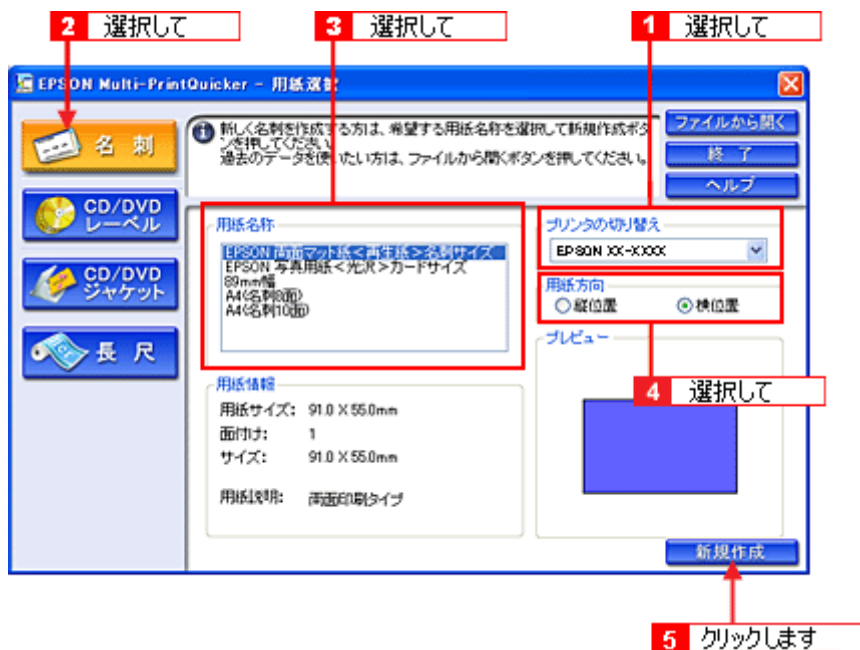 2 選択して
3 選択して
1 選択して
EPSON Multi-PrintQuicker - 用紙選択
名 刺
CD/DVD
レーベル
CD/DVD
ジャケット
長 尺
新しく名刺を作成する方は、希望する用紙名称を選択して新規作成ボタ
ンを押してください。
過去のデータを使いたい方は、ファイルから開くボタンを押してください。
ファイルから開く
終 了
ヘルプ
用紙名称
EPSON 両面マット紙<再生紙>名刺サイズ
EPSON 写真用紙<光沢>カードサイズ
89mm幅
A4(名刺8面)
A4(名刺10面)
プリンタの切り替え
EPSON XX-XXXX
用紙方向
縦位置
横位置
プレビュー
4 選択して
用紙情報
用紙サイズ: 91.0 X 55.0mm
面付け: 1
サイズ: 91.0 X 55.0mm
用紙説明: 両面印刷タイプ
新規作成
5 クリックします